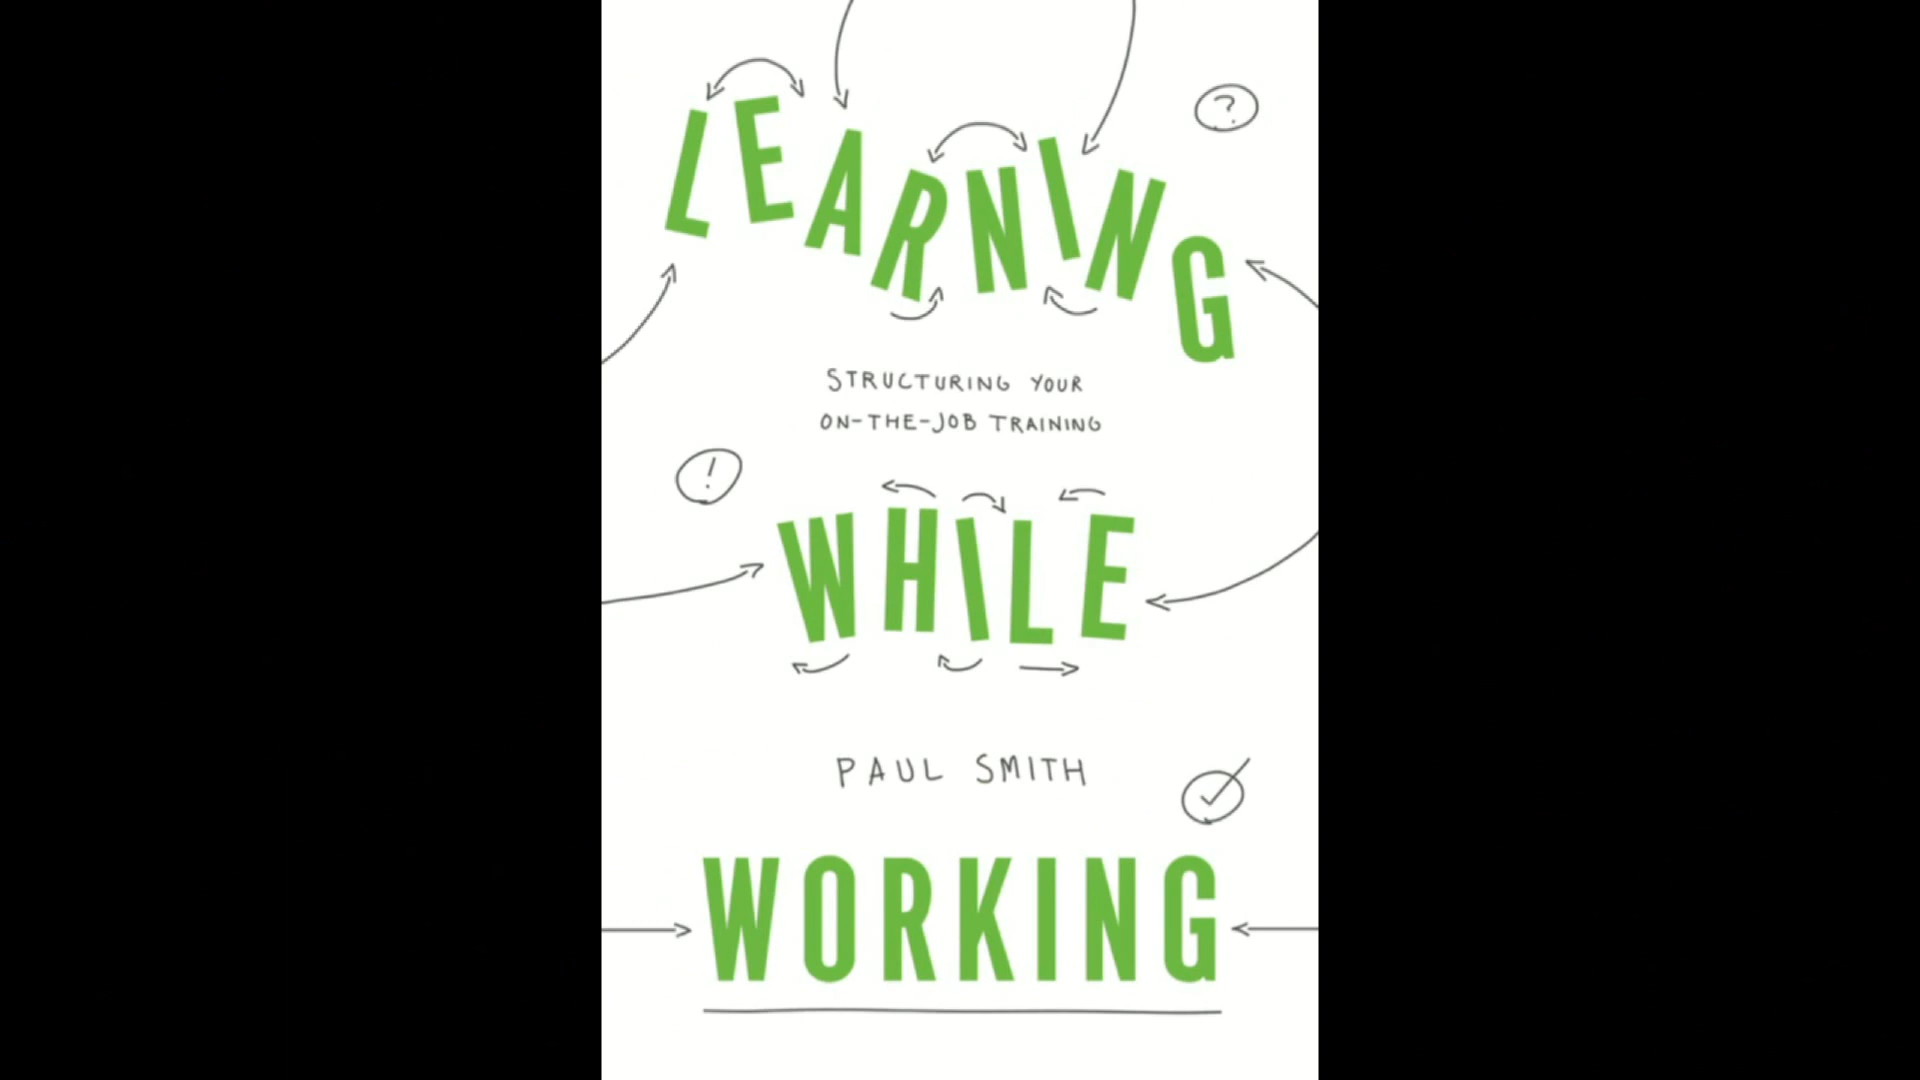 LEARNING
?
STRUCTURING YOUR
ON-THE-JOB TRAINING
!
WHILE
PAUL SMITH
WORKING